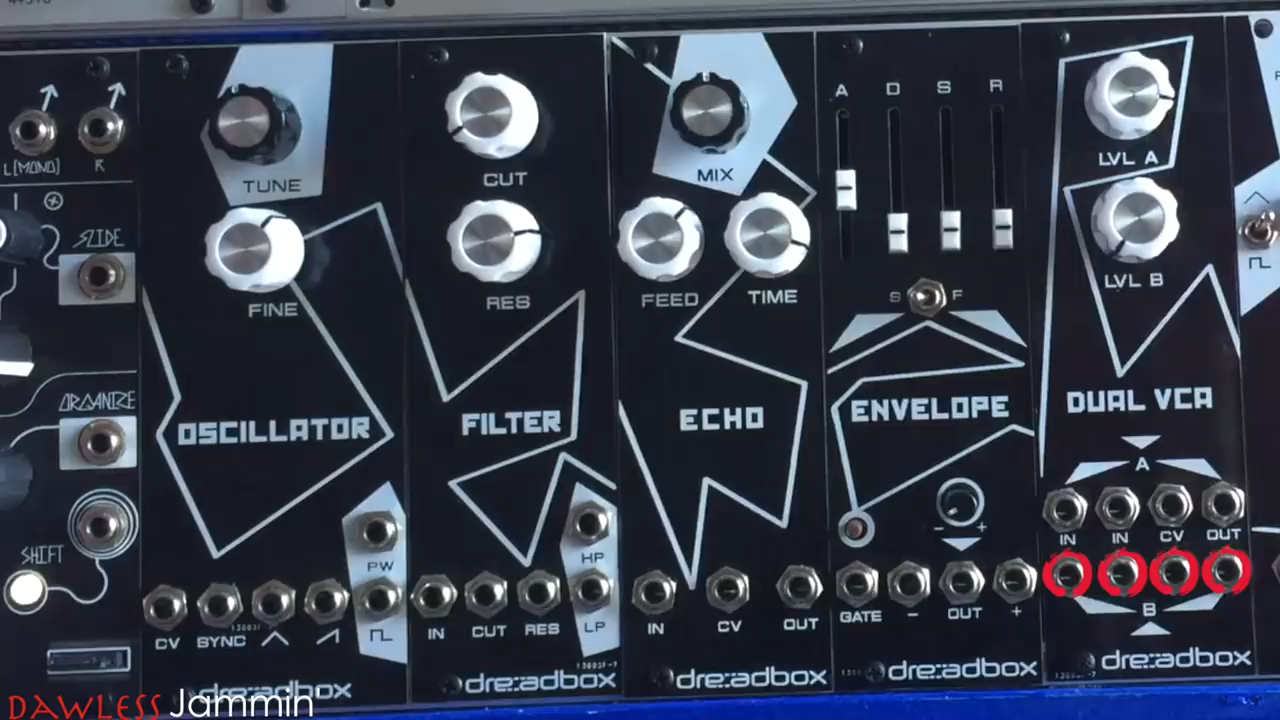 L[MONO]
R
SLIDE
ORGANIZE
SHIFT
TUNE
FINE
OSCILLATOR
PW
CV
SYNC
CUT
RES
FILTER
HP
IN
CUT
RES
LP
dre:adbox
MIX
FEED
TIME
ECHO
IN
CV
OUT
dre:adbox
A D S R
S F
ENVELOPE
- +
GATE
-
OUT
+
dre:adbox
LVL A
LVL B
DUAL VCA
A
IN
IN
CV
OUT
B
dre:adbox
dre:adbox
DAWLESS Jammin'